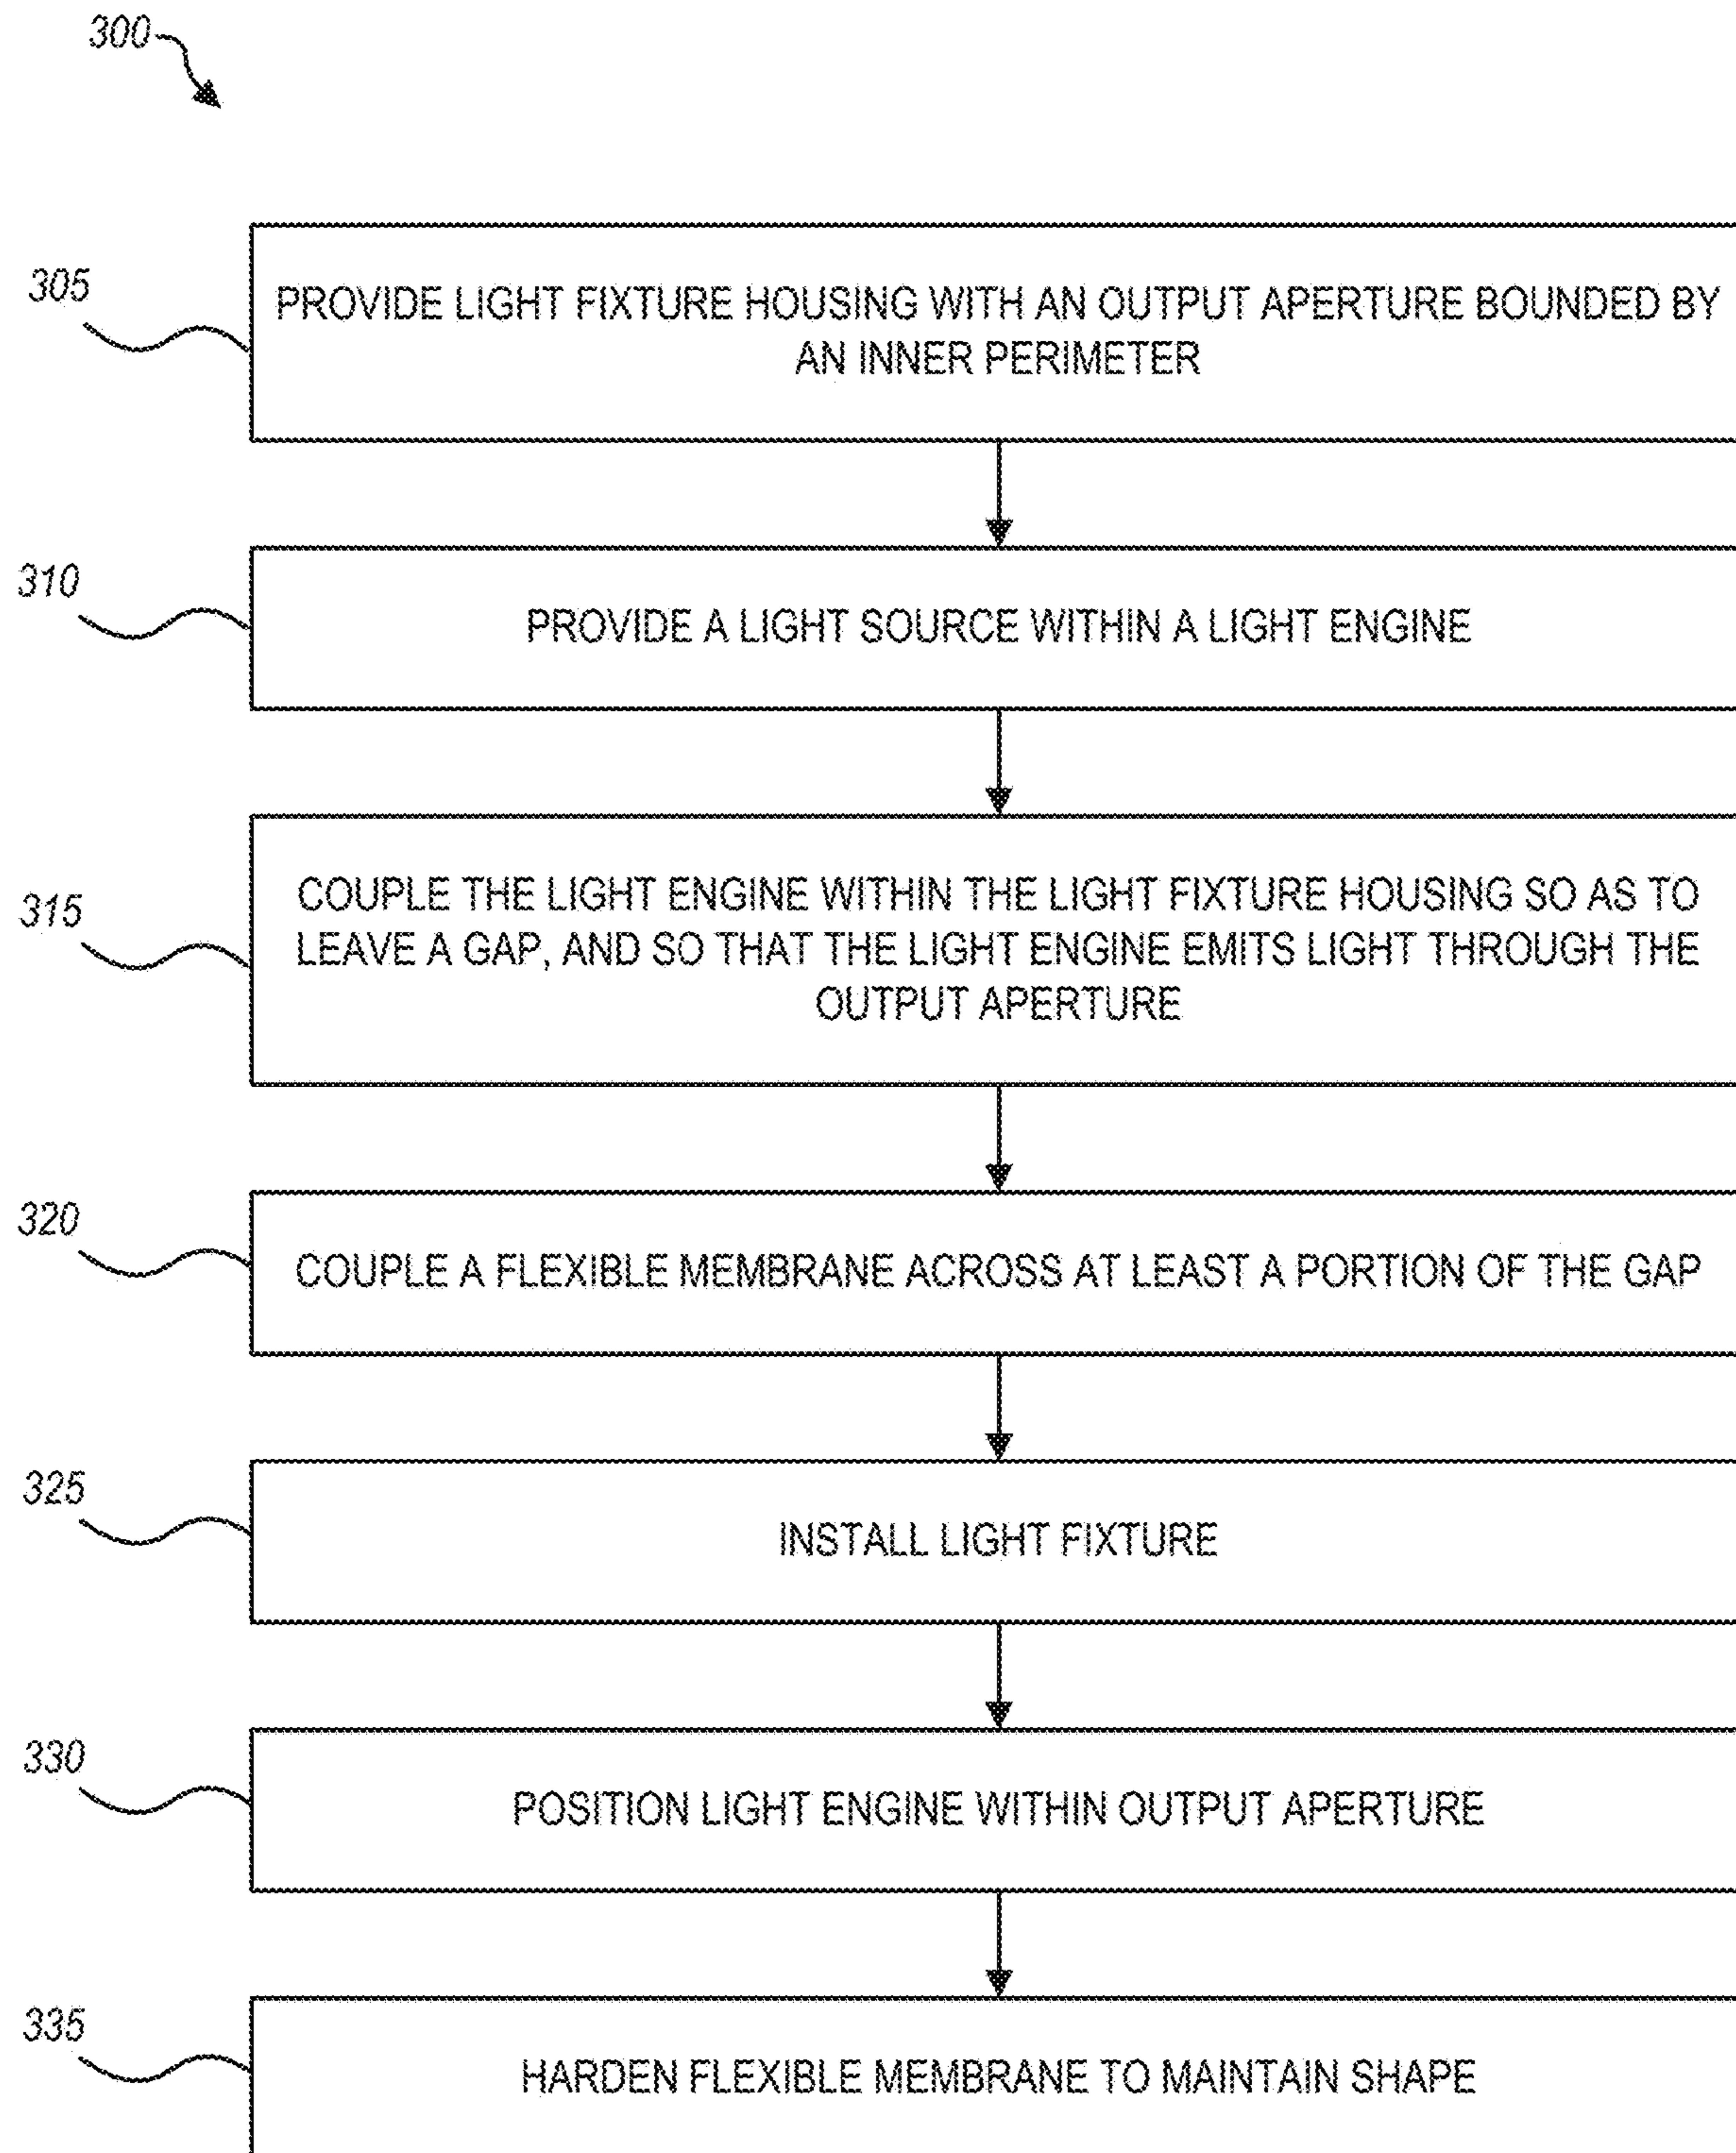 300
305
PROVIDE LIGHT FIXTURE HOUSING WITH AN OUTPUT APERTURE BOUNDED BY
AN INNER PERIMETER
310
PROVIDE A LIGHT SOURCE WITHIN A LIGHT ENGINE
315
COUPLE THE LIGHT ENGINE WITHIN THE LIGHT FIXTURE HOUSING SO AS TO
LEAVE A GAP, AND SO THAT THE LIGHT ENGINE EMITS LIGHT THROUGH THE
OUTPUT APERTURE
320
COUPLE A FLEXIBLE MEMBRANE ACROSS AT LEAST A PORTION OF THE GAP
325
INSTALL LIGHT FIXTURE
330
POSITION LIGHT ENGINE WITHIN OUTPUT APERTURE
335
HARDEN FLEXIBLE MEMBRANE TO MAINTAIN SHAPE